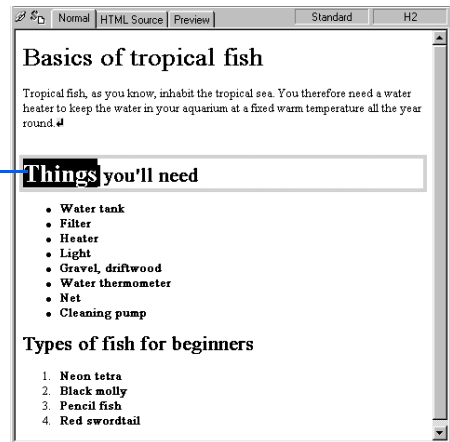 Normal HTML Source Preview Standard H2
Basics of tropical fish
Tropical fish, as you know, inhabit the tropical sea. You therefore need a water
heater to keep the water in your aquarium at a fixed warm temperature all the year
round.
Things you'll need
• Water tank
• Filter
• Heater
• Light
• Gravel, driftwood
• Water thermometer
• Net
• Cleaning pump
Types of fish for beginners
1. Neon tetra
2. Black molly
3. Pencil fish
4. Red swordtail